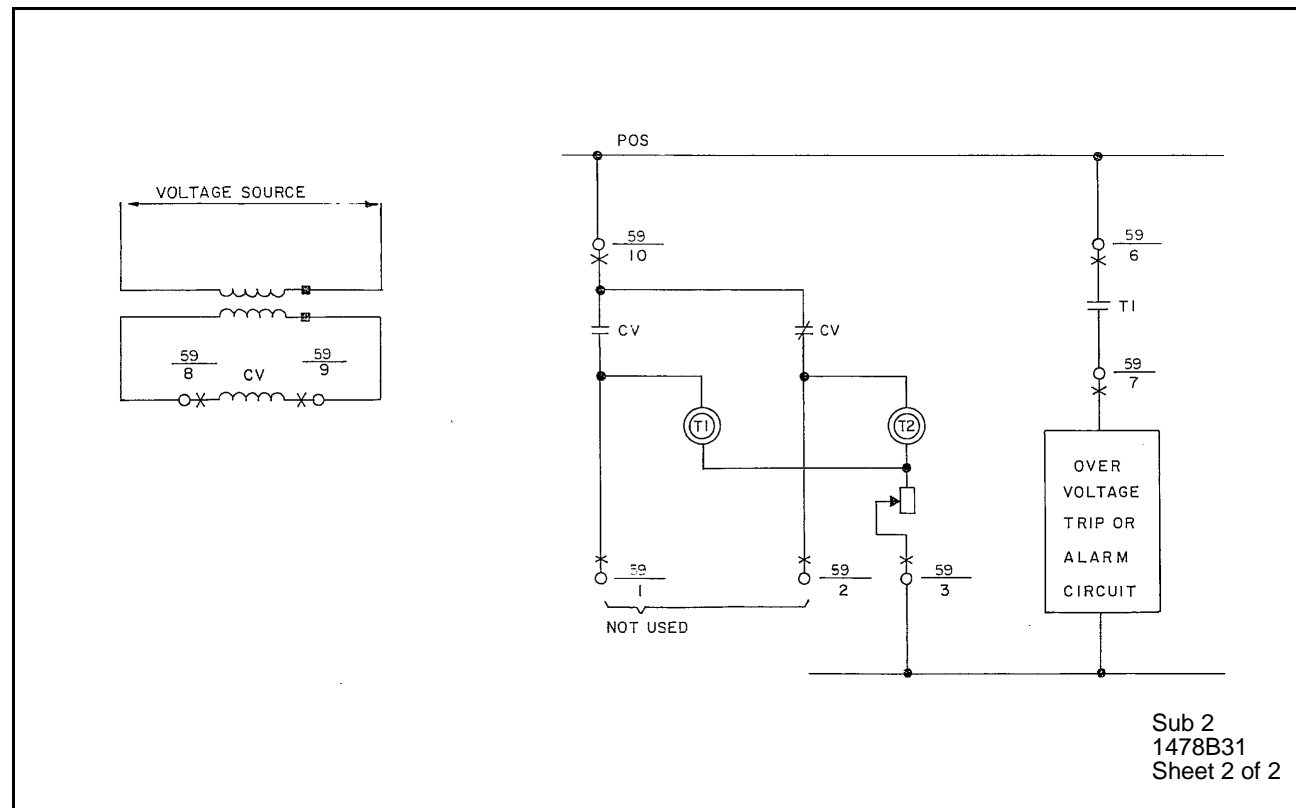 POS
VOLTAGE SOURCE
59
10
59
6
CV
CV
T1
59
8
CV
59
9
59
7
T1
T2
OVER
VOLTAGE
TRIP OR
ALARM
CIRCUIT
59
1
59
2
59
3
NOT USED
Sub 2
1478B31
Sheet 2 of 2